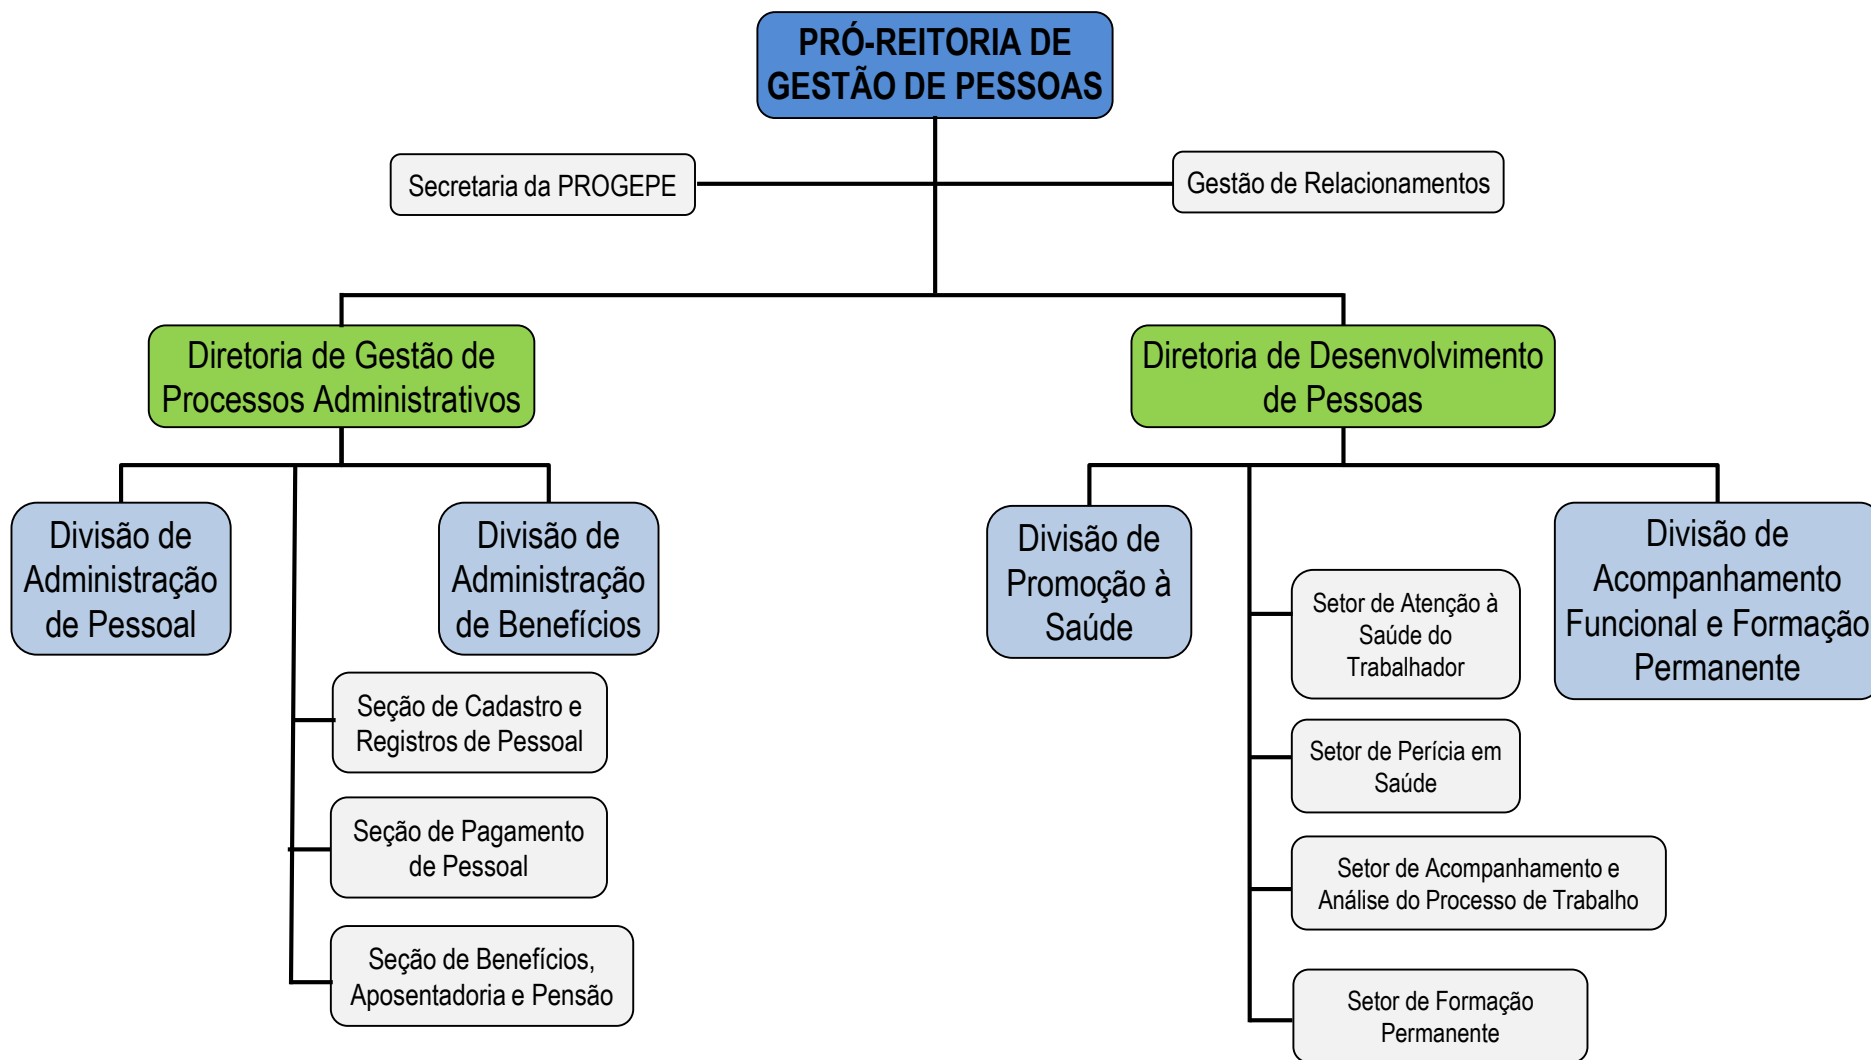 PRÓ-REITORIA DE
GESTÃO DE PESSOAS
Secretaria da PROGEPE
Gestão de Relacionamentos
Diretoria de Gestão de
Processos Administrativos
Diretoria de Desenvolvimento
de Pessoas
Divisão de
Administração
de Pessoal
Divisão de
Administração
de Benefícios
Divisão de
Promoção à
Saúde
Divisão de
Acompanhamento
Funcional e Formação
Permanente
Seção de Cadastro e
Registros de Pessoal
Seção de Pagamento
de Pessoal
Seção de Benefícios,
Aposentadoria e Pensão
Setor de Atenção à
Saúde do
Trabalhador
Setor de Perícia em
Saúde
Setor de Acompanhamento e
Análise do Processo de Trabalho
Setor de Formação
Permanente